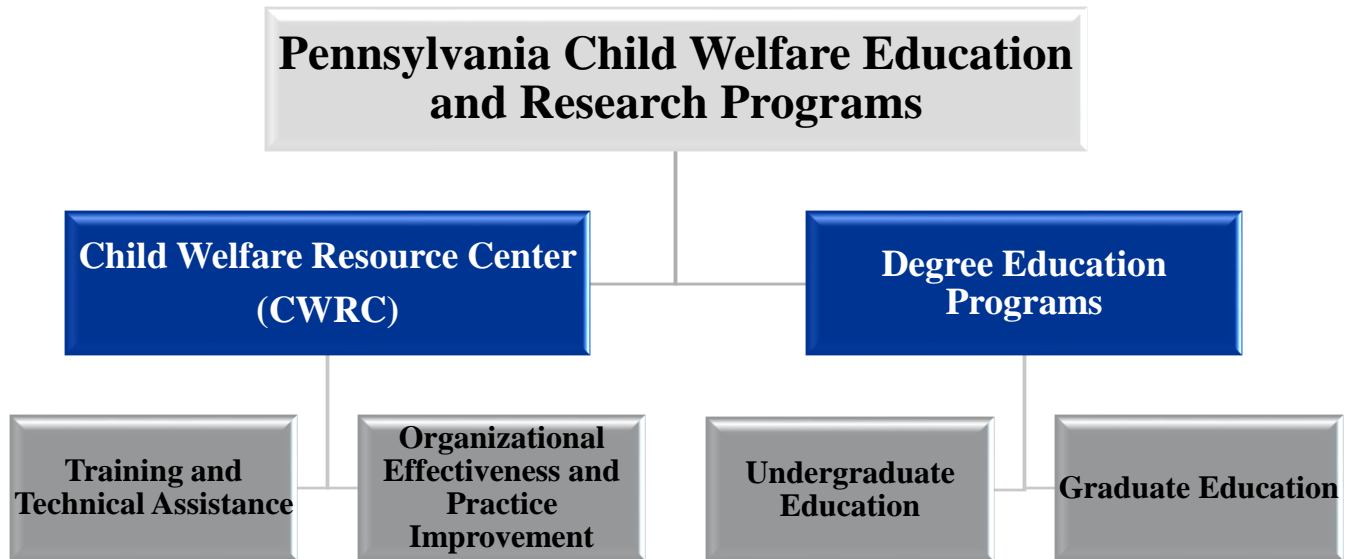 Pennsylvania Child Welfare Education
and Research Programs
Child Welfare Resource Center
(CWRC)
Degree Education
Programs
Training and
Technical Assistance
Organizational
Effectiveness and
Practice
Improvement
Undergraduate
Education
Graduate Education